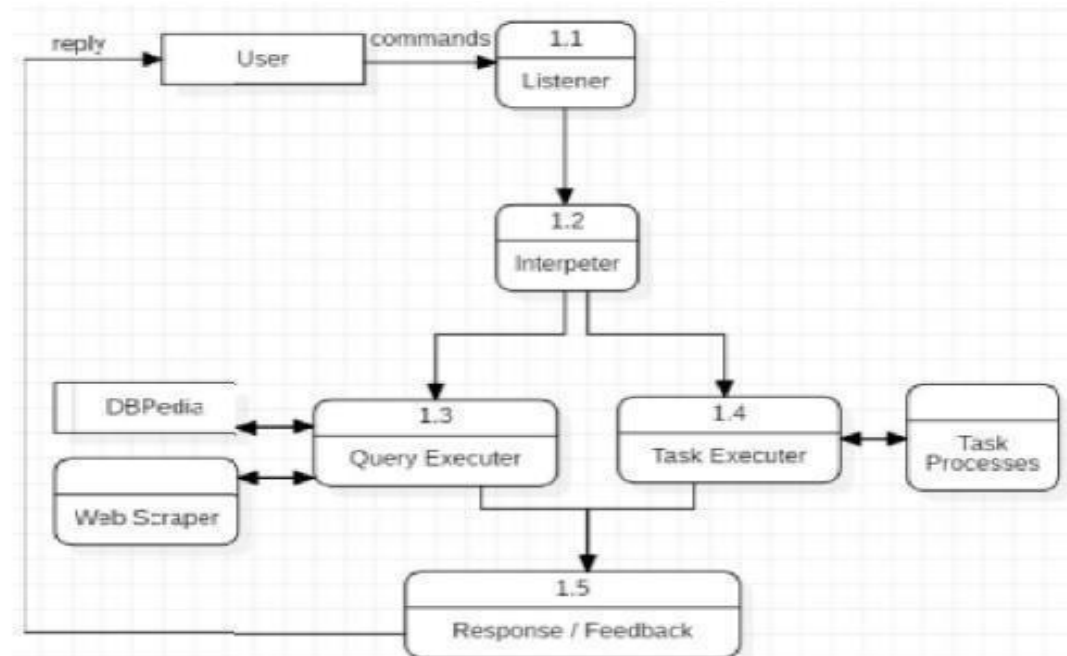 reply
User
commands
1.1
Listener
1.2
Interpeter
DBPedia
1.3
Query Executer
1.4
Task Executer
Task
Processes
Web Scraper
1.5
Response / Feedback